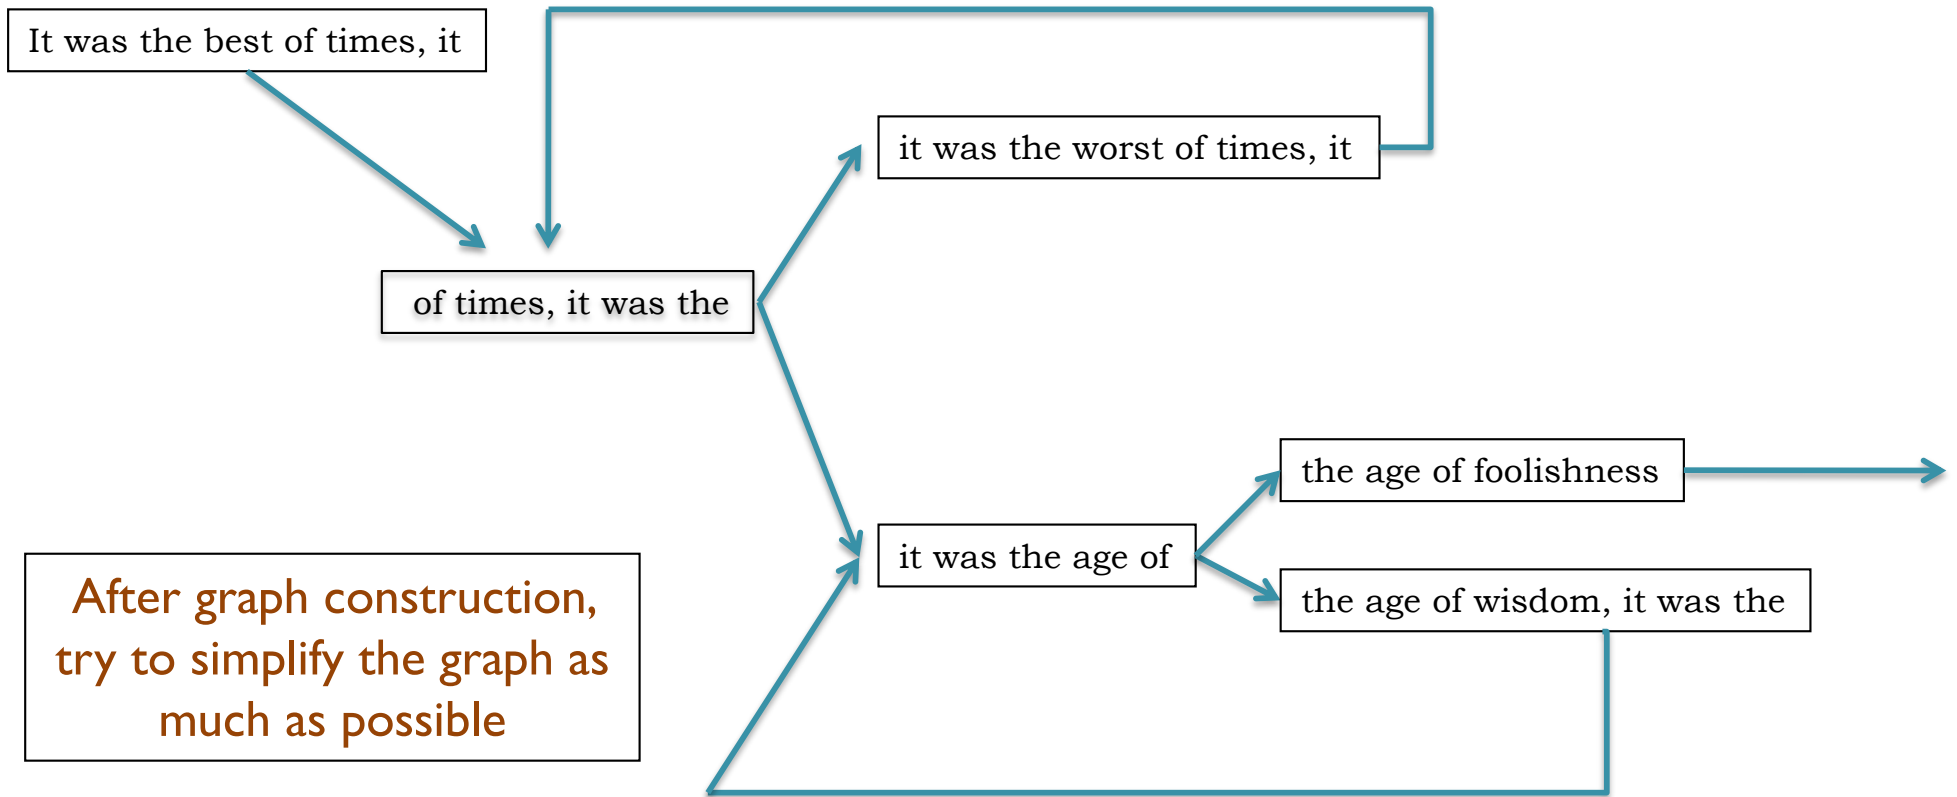 It was the best of times, it
it was the worst of times, it
of times, it was the
the age of foolishness
it was the age of
the age of wisdom, it was the
After graph construction,
try to simplify the graph as
much as possible